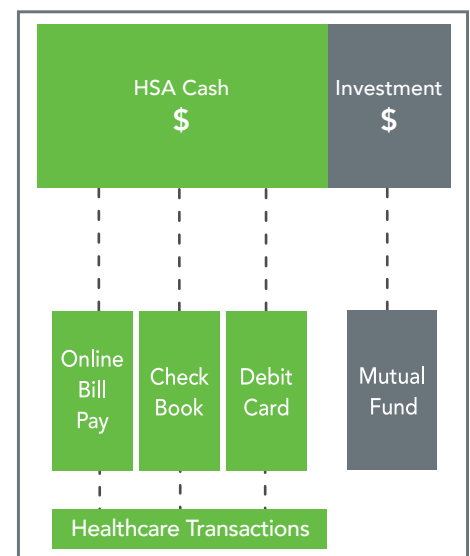 HSA Cash
$
Investment
$
Online
Bill
Pay
Check
Book
Debit
Card
Mutual
Fund
Healthcare Transactions